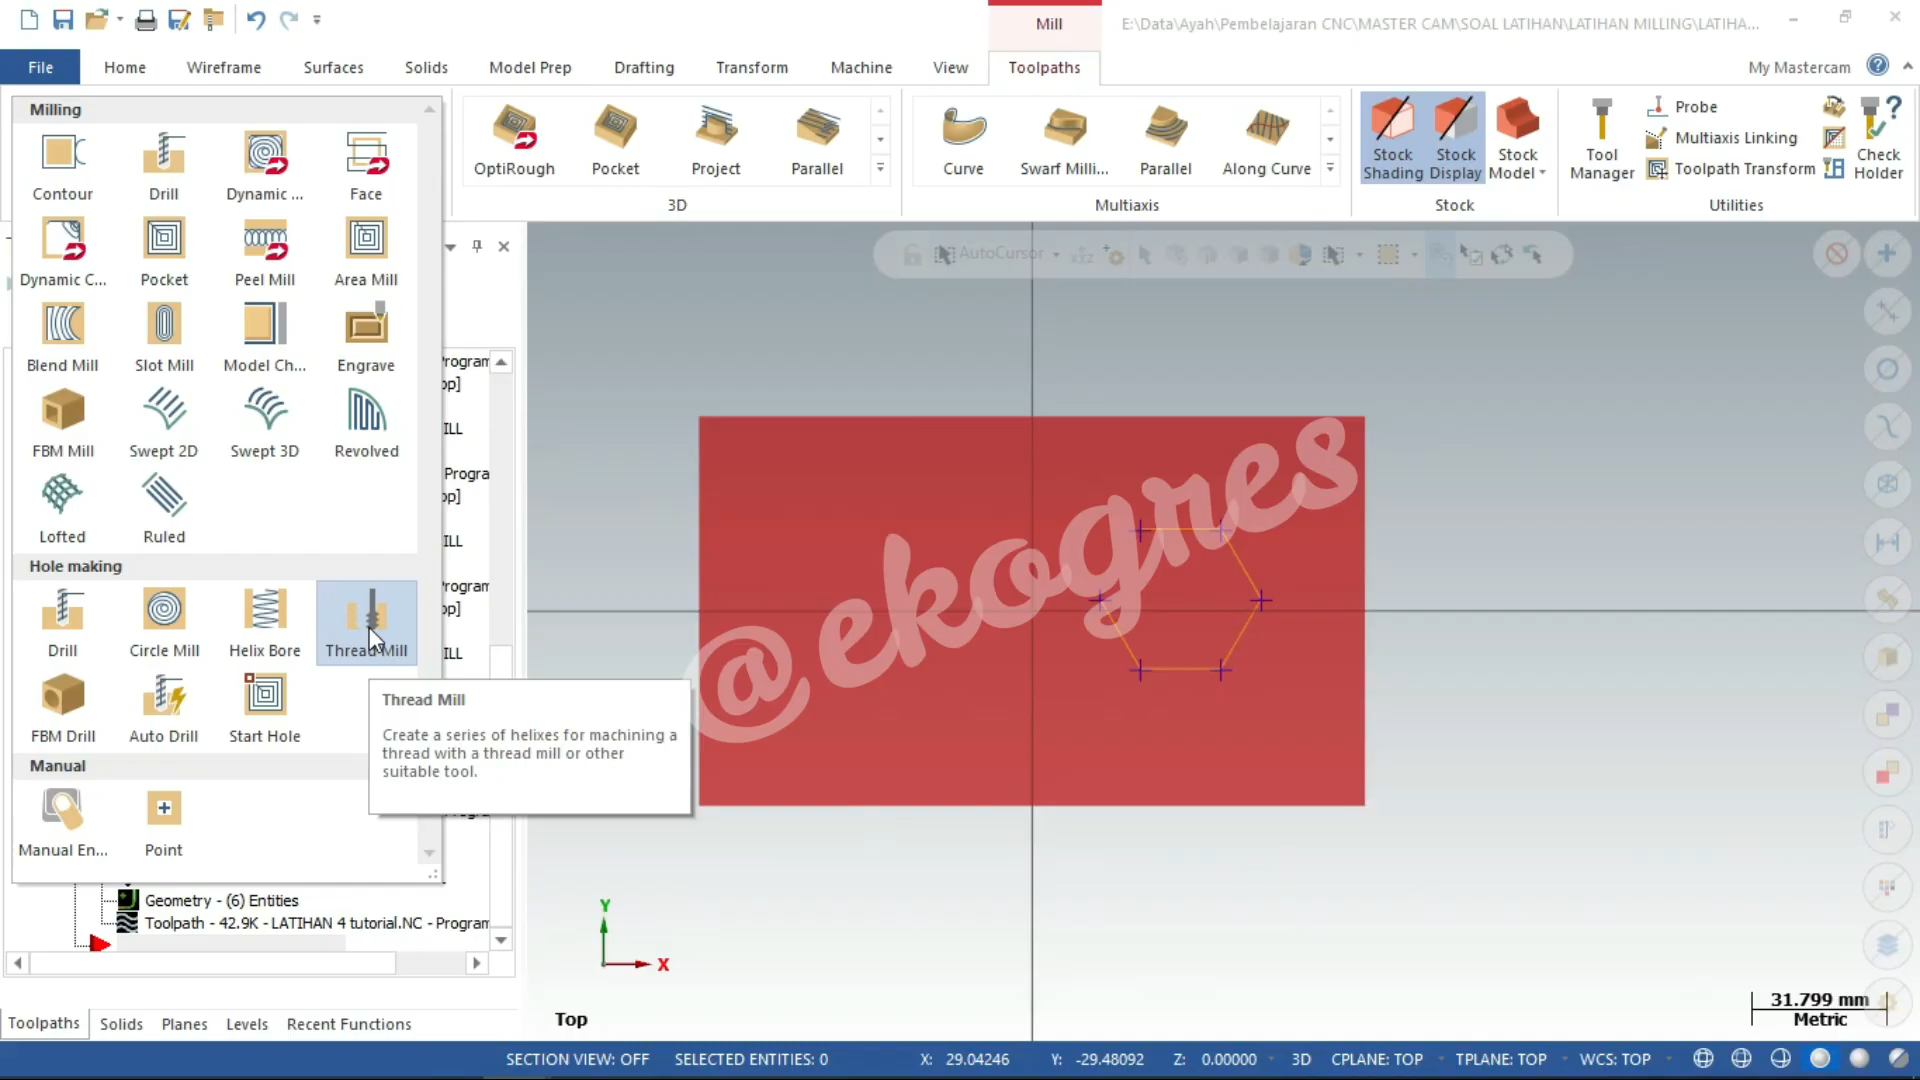 Mill
E:\Data\Ayah\Pembelajaran CNC\MASTER CAM\SOAL LATIHAN\LATIHAN MILLING\LATIHA...
File
Home
Wireframe
Surfaces
Solids
Model Prep
Drafting
Transform
Machine
View
Toolpaths
My Mastercam
Milling
Contour
Drill
Dynamic ...
Face
Dynamic C...
Pocket
Peel Mill
Area Mill
Blend Mill
Slot Mill
Model Ch...
Engrave
FBM Mill
Swept 2D
Swept 3D
Revolved
Lofted
Ruled
Hole making
Drill
Circle Mill
Helix Bore
Thread Mill
FBM Drill
Auto Drill
Start Hole
Manual
Manual En...
Point
OptiRough
Pocket
Project
Parallel
3D
Curve
Swarf Milli...
Parallel
Along Curve
Multiaxis
Stock
Shading
Stock
Display
Stock
Model
Stock
Tool
Manager
Probe
Multiaxis Linking
Toolpath Transform
Check
Holder
Utilities
AutoCursor
Thread Mill
Create a series of helixes for machining a
thread with a thread mill or other
suitable tool.
@ekogres
Geometry - (6) Entities
Toolpath - 42.9K - LATIHAN 4 tutorial.NC - Program
Toolpaths
Solids
Planes
Levels
Recent Functions
Y
X
Top
31.799 mm
Metric
SECTION VIEW: OFF
SELECTED ENTITIES: 0
X: 29.04246
Y: -29.48092
Z: 0.00000
3D
CPLANE: TOP
TPLANE: TOP
WCS: TOP